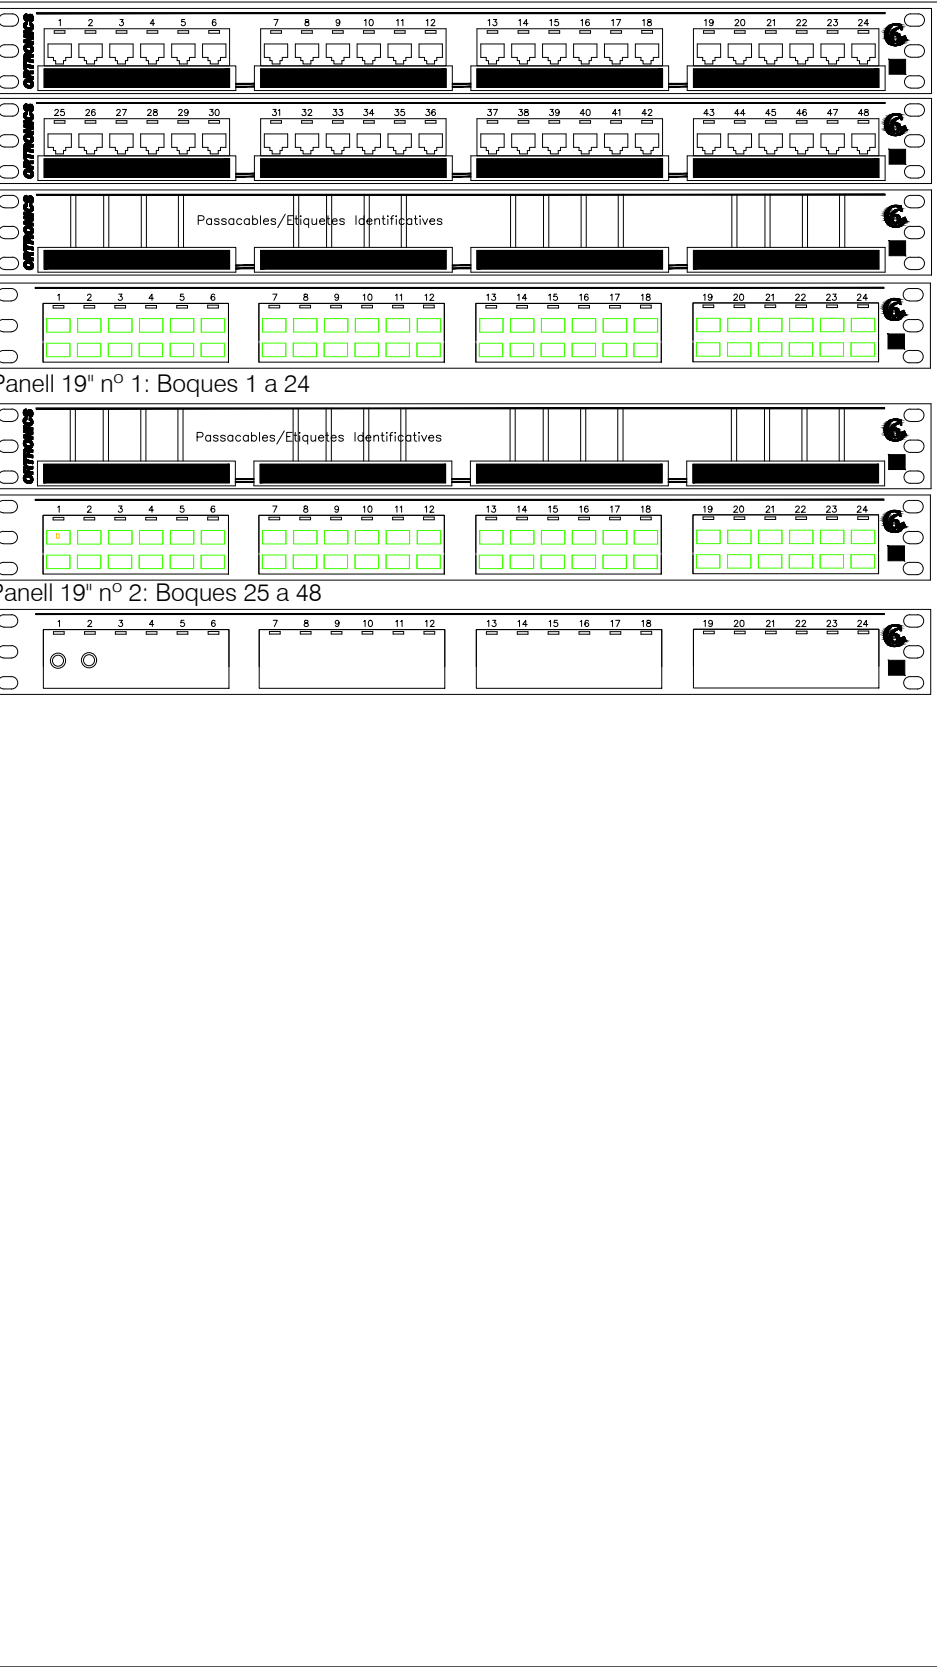 1 2 3 4 5 6 7 8 9 10 11 12 13 14 15 16 17 18 19 20 21 22 23 24
ORTRONICS
25 26 27 28 29 30 31 32 33 34 35 36 37 38 39 40 41 42 43 44 45 46 47 48
ORTRONICS
Passacables/Etiquetes Identificatives
ORTRONICS
1 2 3 4 5 6 7 8 9 10 11 12 13 14 15 16 17 18 19 20 21 22 23 24
Panell 19" nº 1: Boques 1 a 24
Passacables/Etiquetes Identificatives
ORTRONICS
1 2 3 4 5 6 7 8 9 10 11 12 13 14 15 16 17 18 19 20 21 22 23 24
Panell 19" nº 2: Boques 25 a 48
1 2 3 4 5 6 7 8 9 10 11 12 13 14 15 16 17 18 19 20 21 22 23 24